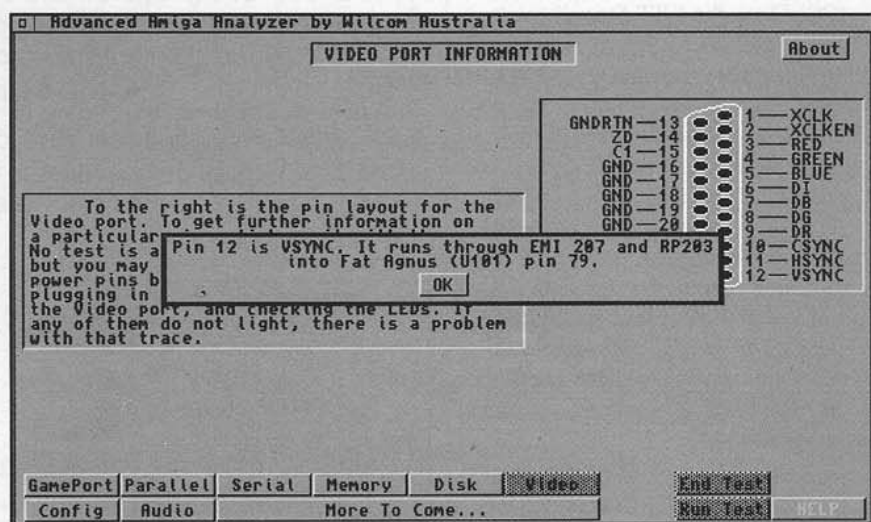 Advanced Amiga Analyzer by Wilcom Australia
VIDEO PORT INFORMATION
About
GNDRTN 13
ZD 14
C1 15
GND 16
GND 17
GND 18
GND 19
GND 20
1 XCLK
2 XCLKEN
3 RED
4 GREEN
5 BLUE
6 DI
7 DB
8 DG
9 DR
10 CSYNC
11 HSYNC
12 VSYNC
To the right is the pin layout for the
Video port. To get further information on
a particular
No test is a
but you may
power pins b
plugging in
the Video port, and checking the LEDs. If
any of them do not light, there is a problem
with that trace.
Pin 12 is VSYNC. It runs through EMI 207 and RP203
into Fat Agnus (U101) pin 79.
OK
GamePort Parallel Serial Memory Disk Video End Test
Config Audio More To Come... Run Test HELP